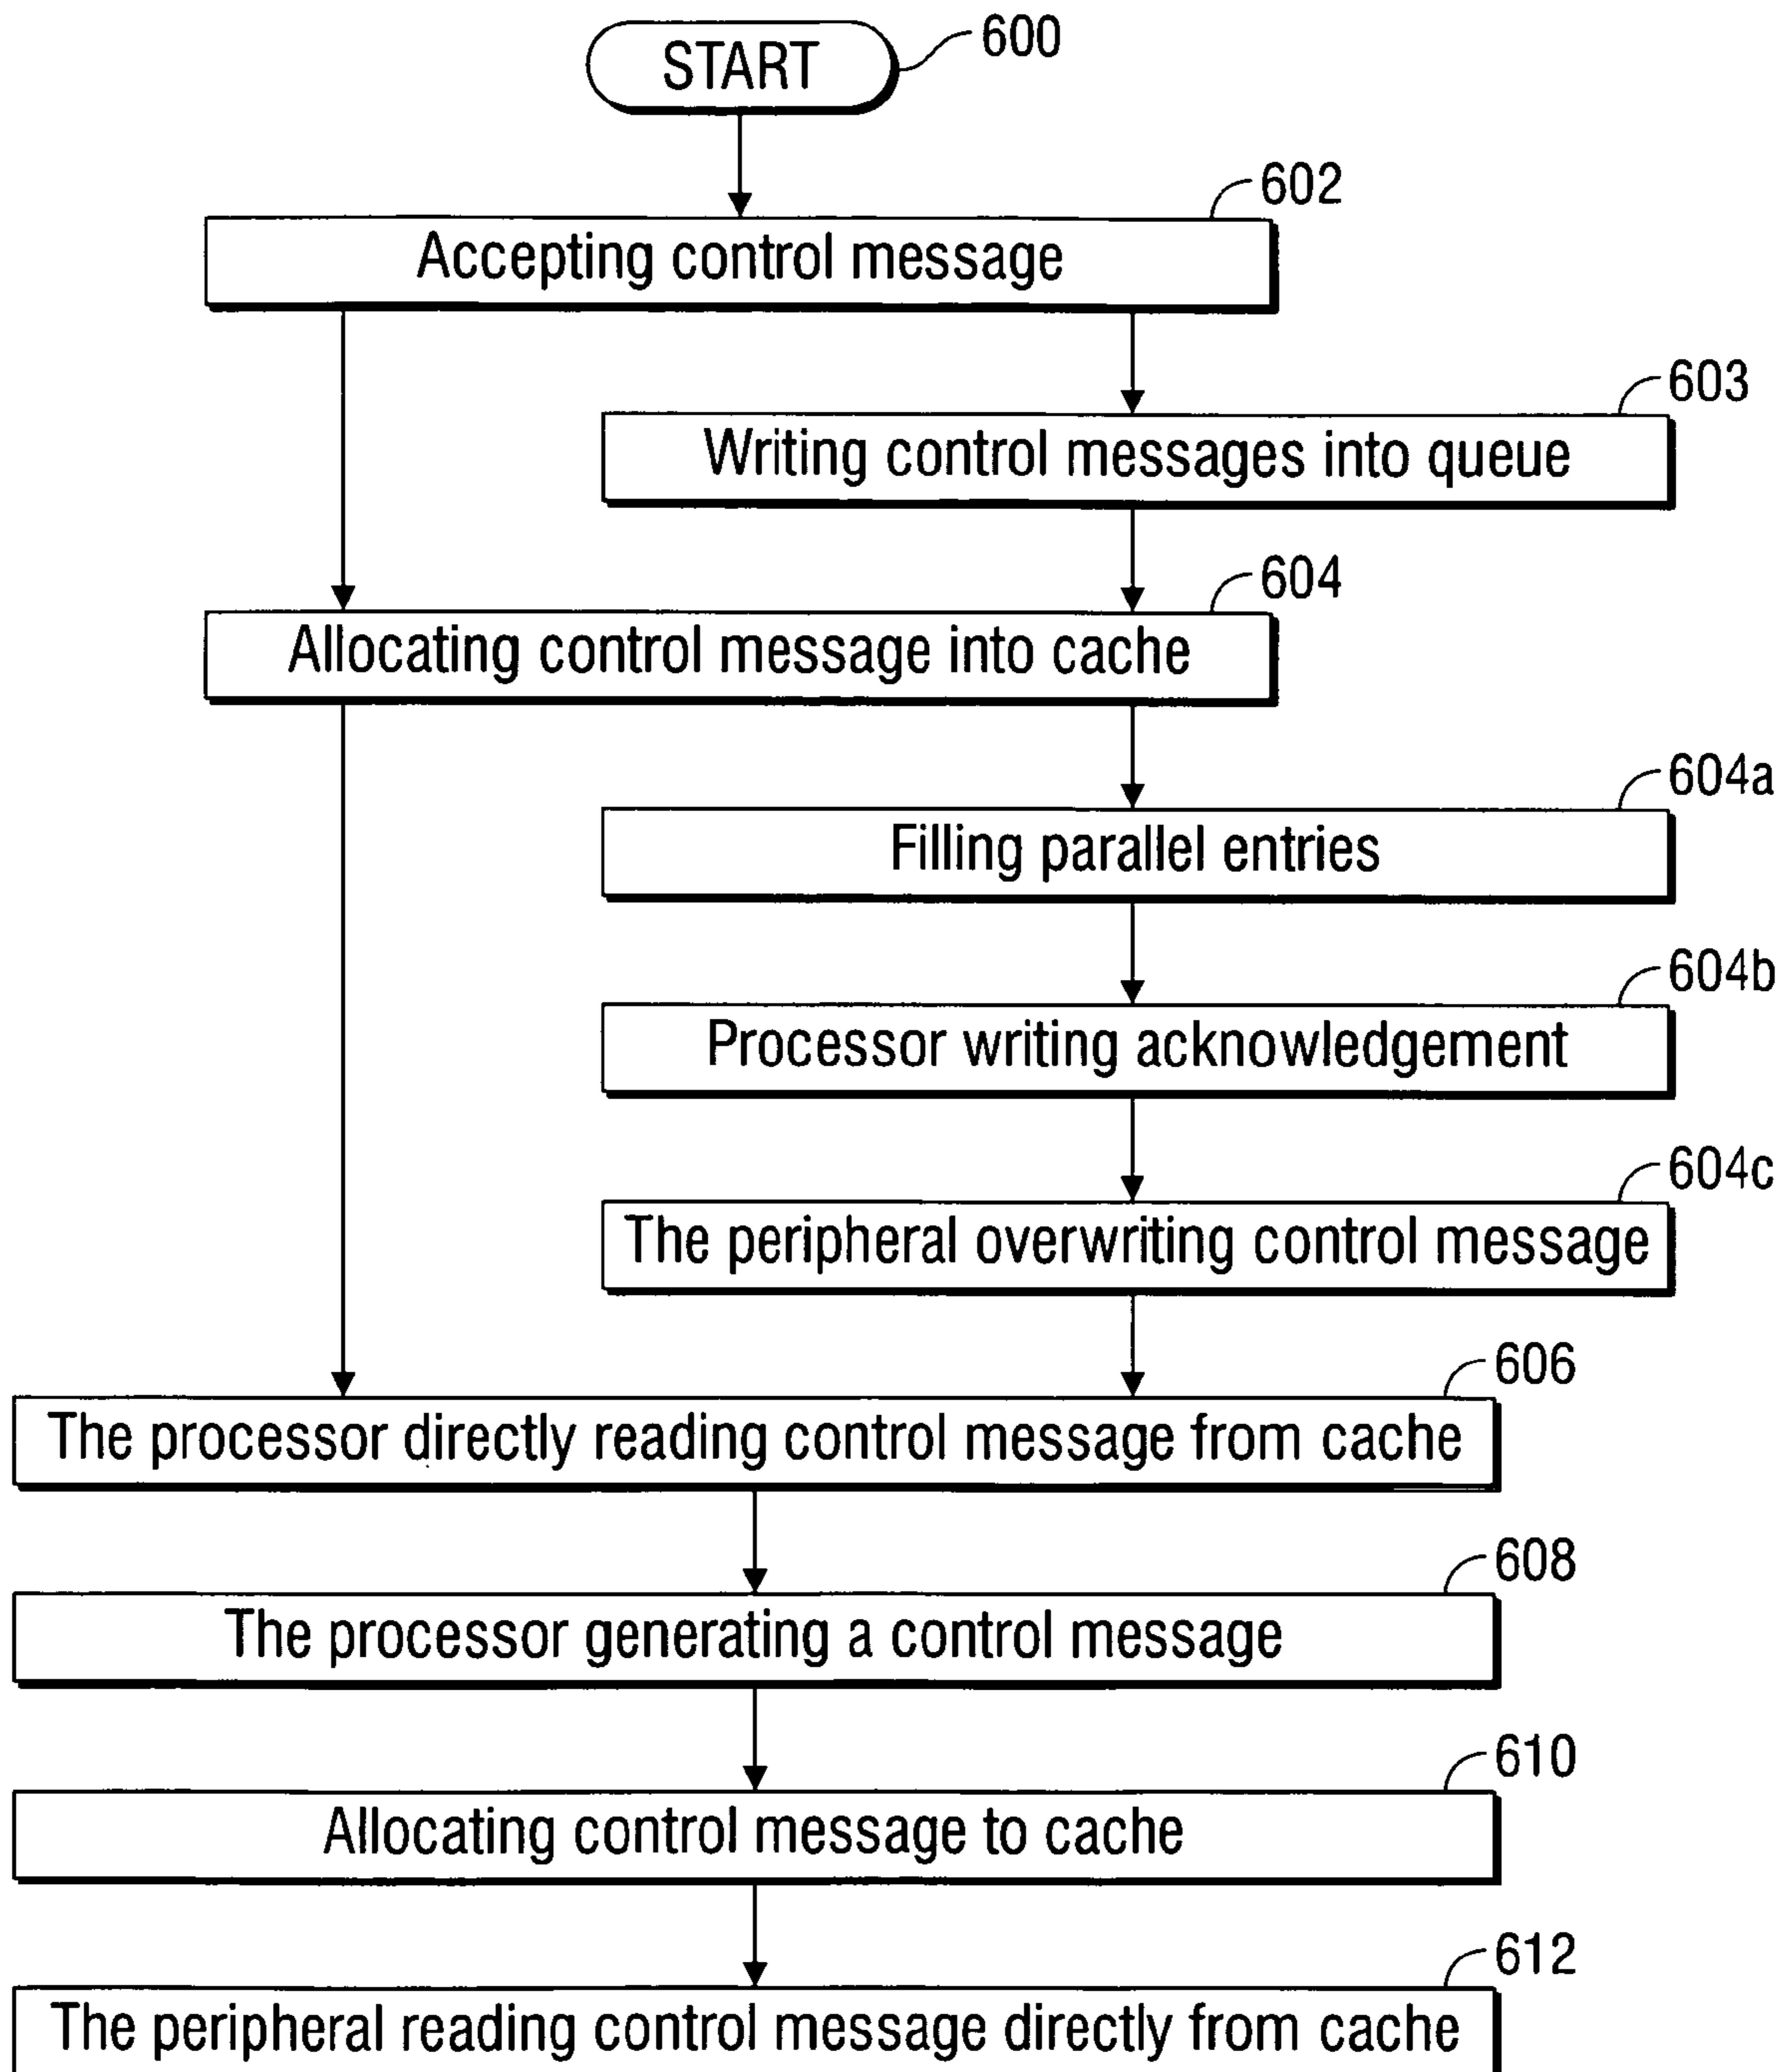 START
600
602
Accepting control message
603
Writing control messages into queue
604
Allocating control message into cache
604a
Filling parallel entries
604b
Processor writing acknowledgement
604c
The peripheral overwriting control message
606
The processor directly reading control message from cache
608
The processor generating a control message
610
Allocating control message to cache
612
The peripheral reading control message directly from cache